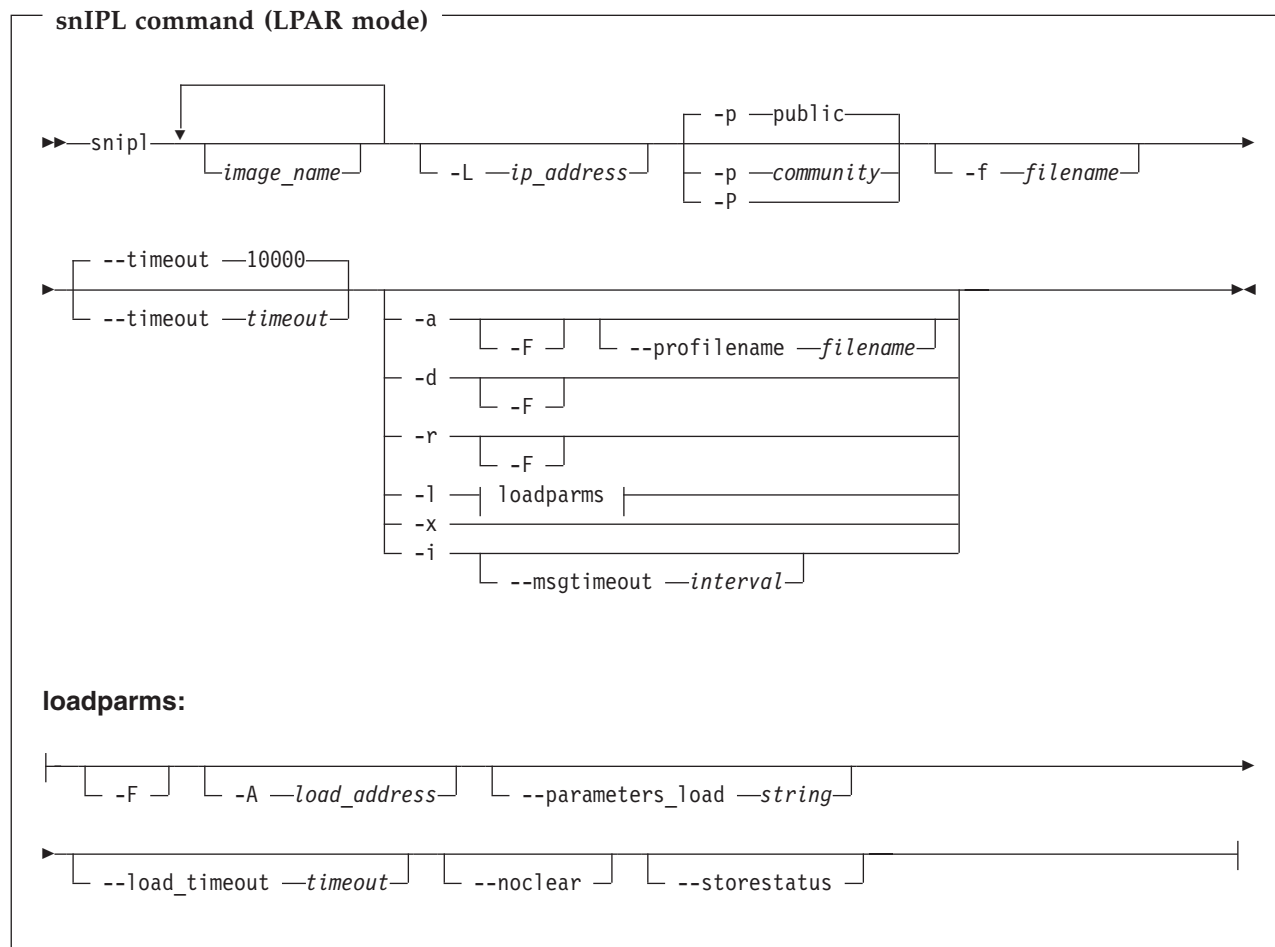 snIPL command (LPAR mode)
-p public
snipl
image_name -L ip_address -p community -f filename
-P
--timeout 10000
--timeout timeout -a
-F --profilename filename
-d
-F
-r
-F
-l loadparms
-x
-i
--msgtimeout interval
loadparms:
-F -A load_address --parameters_load string
--load_timeout timeout --noclear --storestatus